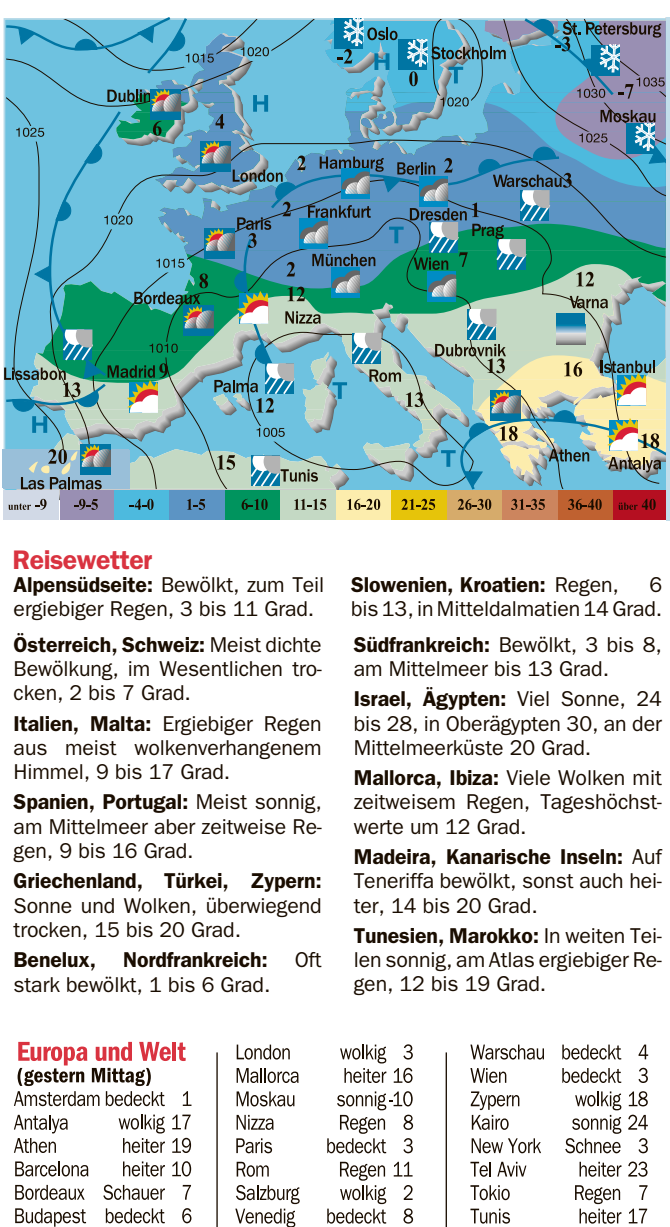 Oslo
-2
H
Stockholm
0
T
St. Petersburg
-3
-7
Moskau
1015
1020
1020
1035
1030
1025
Dublin
6
4
H
London
1025
2
Hamburg
Berlin 2
Warschau 3
1020
2
Frankfurt
Dresden 1
Paris
3
T
Prag
1015
8
2
München
Wien 7
12
Bordeaux
12
Nizza
Varna
1010
Lissabon
13
Madrid 9
Palma
12
T
Rom
13
Dubrovnik
13
16
Istanbul
H
1005
18
Athen
18
Antalya
20
Las Palmas
15
Tunis
T
unter -9
-9-5
-4-0
1-5
6-10
11-15
16-20
21-25
26-30
31-35
36-40
über 40
Reisewetter
Alpensüdseite: Bewölkt, zum Teil
ergiebiger Regen, 3 bis 11 Grad.
Österreich, Schweiz: Meist dichte
Bewölkung, im Wesentlichen tro-
cken, 2 bis 7 Grad.
Italien, Malta: Ergiebiger Regen
aus meist wolkenverhangenem
Himmel, 9 bis 17 Grad.
Spanien, Portugal: Meist sonnig,
am Mittelmeer aber zeitweise Re-
gen, 9 bis 16 Grad.
Griechenland, Türkei, Zypern:
Sonne und Wolken, überwiegend
trocken, 15 bis 20 Grad.
Benelux, Nordfrankreich: Oft
stark bewölkt, 1 bis 6 Grad.
Slowenien, Kroatien: Regen, 6
bis 13, in Mitteldalmatien 14 Grad.
Südfrankreich: Bewölkt, 3 bis 8,
am Mittelmeer bis 13 Grad.
Israel, Ägypten: Viel Sonne, 24
bis 28, in Oberägypten 30, an der
Mittelmeerküste 20 Grad.
Mallorca, Ibiza: Viele Wolken mit
zeitweisem Regen, Tageshöchst-
werte um 12 Grad.
Madeira, Kanarische Inseln: Auf
Teneriffa bewölkt, sonst auch hei-
ter, 14 bis 20 Grad.
Tunesien, Marokko: In weiten Tei-
len sonnig, am Atlas ergiebiger Re-
gen, 12 bis 19 Grad.
Europa und Welt
(gestern Mittag)
Amsterdam bedeckt 1
Antalya wolkig 17
Athen heiter 19
Barcelona heiter 10
Bordeaux Schauer 7
Budapest bedeckt 6
London wolkig 3
Mallorca heiter 16
Moskau sonnig -10
Nizza Regen 8
Paris bedeckt 3
Rom Regen 11
Salzburg wolkig 2
Venedig bedeckt 8
Warschau bedeckt 4
Wien bedeckt 3
Zypern wolkig 18
Kairo sonnig 24
New York Schnee 3
Tel Aviv heiter 23
Tokio Regen 7
Tunis heiter 17